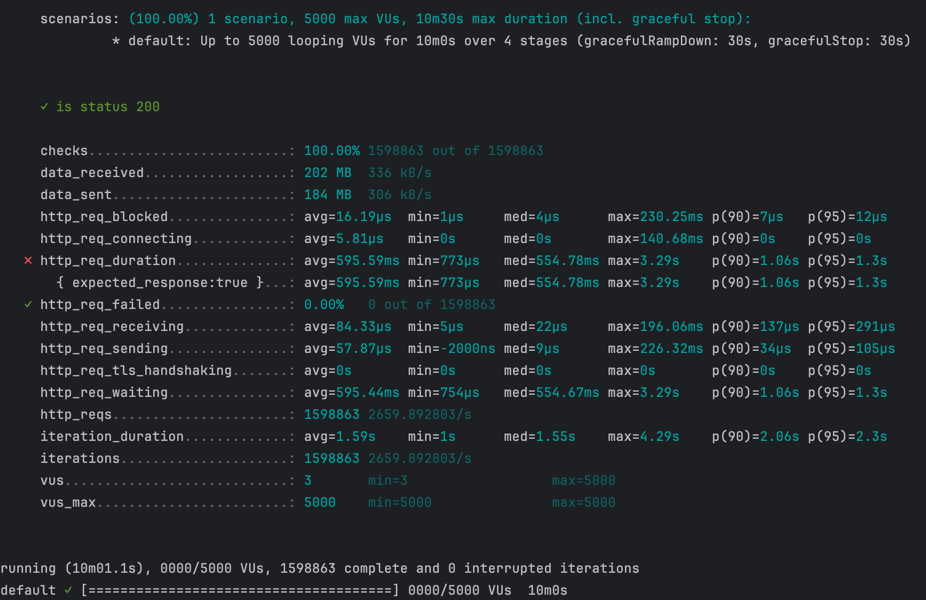 scenarios: (100.00%) 1 scenario, 5000 max VUs, 10m30s max duration (incl. graceful stop):
* default: Up to 5000 looping VUs for 10m0s over 4 stages (gracefulRampDown: 30s, gracefulStop: 30s)
✓ is status 200
checks.........................: 100.00% 1598863 out of 1598863
data_received..................: 202 MB  336 kB/s
data_sent......................: 184 MB  306 kB/s
http_req_blocked...............: avg=16.19µs  min=1µs     med=4µs      max=230.25ms p(90)=7µs   p(95)=12µs
http_req_connecting............: avg=5.81µs   min=0s      med=0s       max=140.68ms p(90)=0s    p(95)=0s
✗ http_req_duration..............: avg=595.59ms min=773µs   med=554.78ms max=3.29s    p(90)=1.06s p(95)=1.3s
{ expected_response:true }...: avg=595.59ms min=773µs   med=554.78ms max=3.29s    p(90)=1.06s p(95)=1.3s
✓ http_req_failed................: 0.00%   0 out of 1598863
http_req_receiving.............: avg=84.33µs  min=5µs     med=22µs     max=196.06ms p(90)=137µs p(95)=291µs
http_req_sending...............: avg=57.87µs  min=-2000ns med=9µs      max=226.32ms p(90)=34µs  p(95)=105µs
http_req_tls_handshaking.......: avg=0s       min=0s      med=0s       max=0s       p(90)=0s    p(95)=0s
http_req_waiting...............: avg=595.44ms min=754µs   med=554.67ms max=3.29s    p(90)=1.06s p(95)=1.3s
http_reqs......................: 1598863 2659.892803/s
iteration_duration.............: avg=1.59s    min=1s      med=1.55s    max=4.29s    p(90)=2.06s p(95)=2.3s
iterations.....................: 1598863 2659.892803/s
vus............................: 3       min=3                  max=5000
vus_max........................: 5000    min=5000               max=5000
running (10m01.1s), 0000/5000 VUs, 1598863 complete and 0 interrupted iterations
default ✓ [======================================] 0000/5000 VUs  10m0s